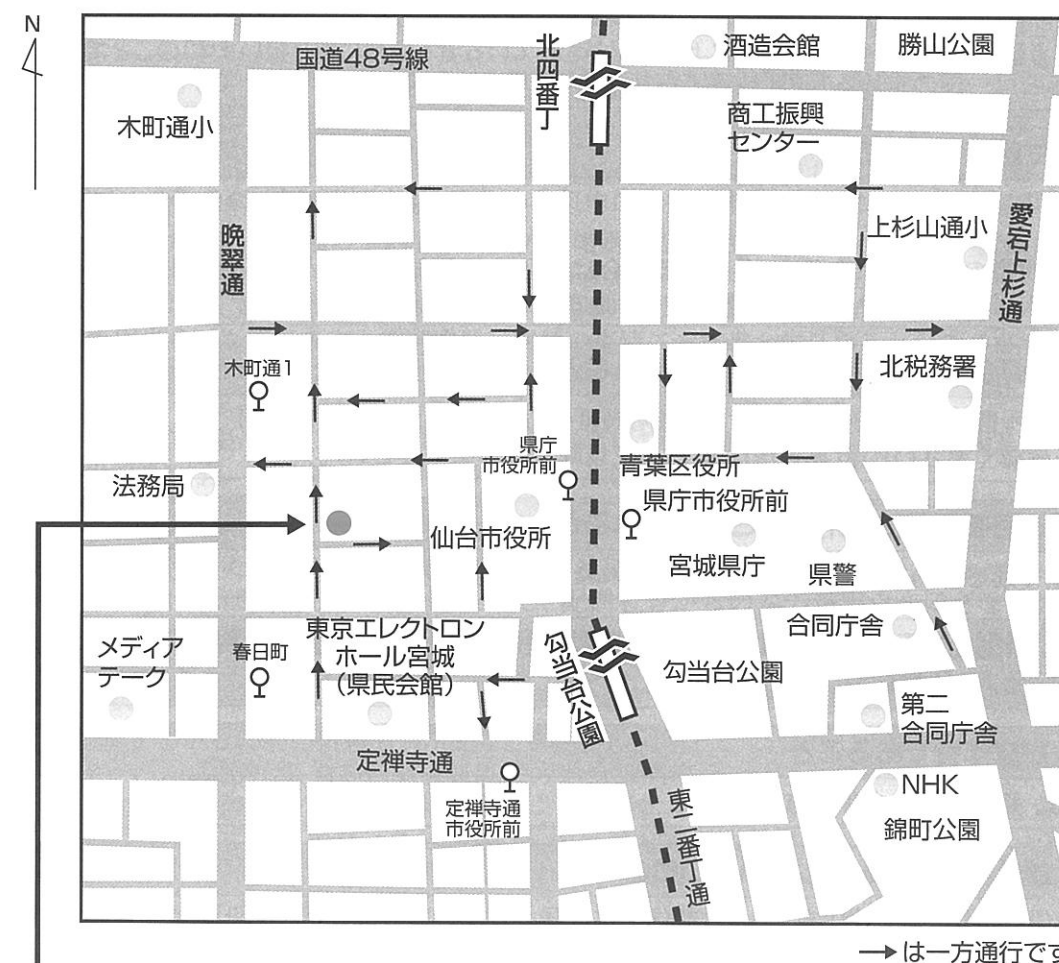 N
国道48号線
北四番丁
酒造会館
勝山公園
木町通小
商工振興
センター
晩翠通
上杉山通小
愛宕上杉通
木町通1
北税務署
県庁
市役所前
青葉区役所
法務局
仙台市役所
県庁市役所前
宮城県庁
県警
メディア
テーク
春日町
東京エレクトロン
ホール宮城
(県民会館)
勾当台公園
勾当台公園
合同庁舎
第二
合同庁舎
定禅寺通
定禅寺通
市役所前
東二番丁通
NHK
錦町公園
→は一方通行です